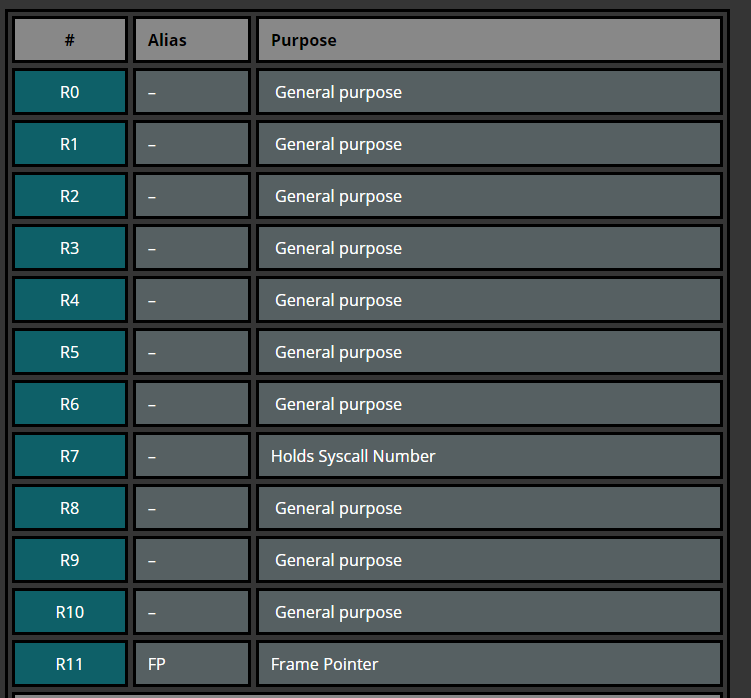 # Alias Purpose
R0 – General purpose
R1 – General purpose
R2 – General purpose
R3 – General purpose
R4 – General purpose
R5 – General purpose
R6 – General purpose
R7 – Holds Syscall Number
R8 – General purpose
R9 – General purpose
R10 – General purpose
R11 FP Frame Pointer